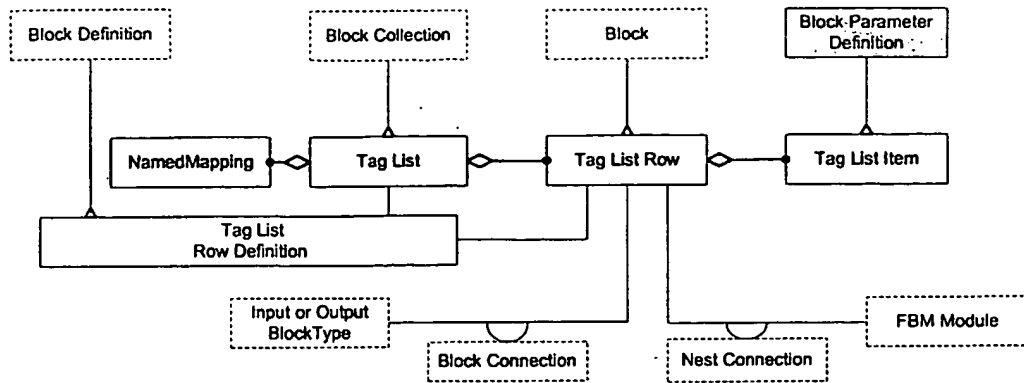 Block Definition
Block Collection
Block
Block-Parameter
Definition
NamedMapping
Tag List
Tag List Row
Tag List Item
Tag List
Row Definition
Input or Output
BlockType
Block Connection
Nest Connection
FBM Module